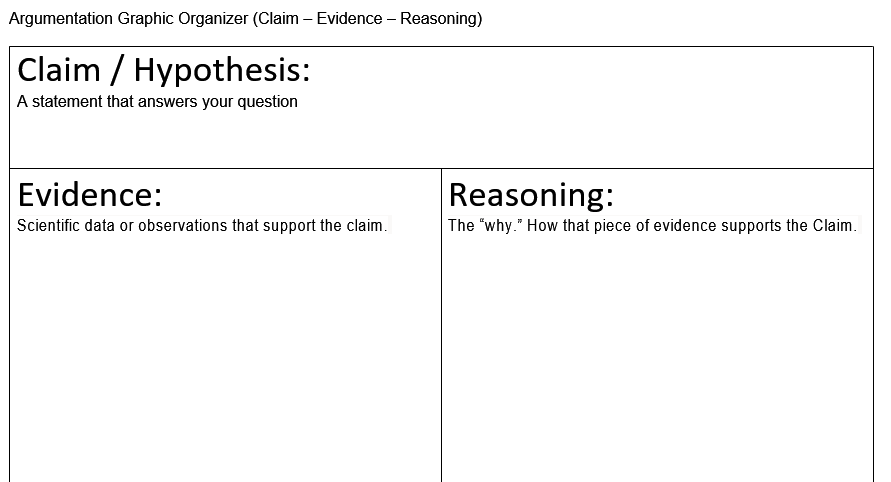 Argumentation Graphic Organizer (Claim – Evidence – Reasoning)
Claim / Hypothesis:
A statement that answers your question
Evidence:
Scientific data or observations that support the claim.
Reasoning:
The “why.” How that piece of evidence supports the Claim.